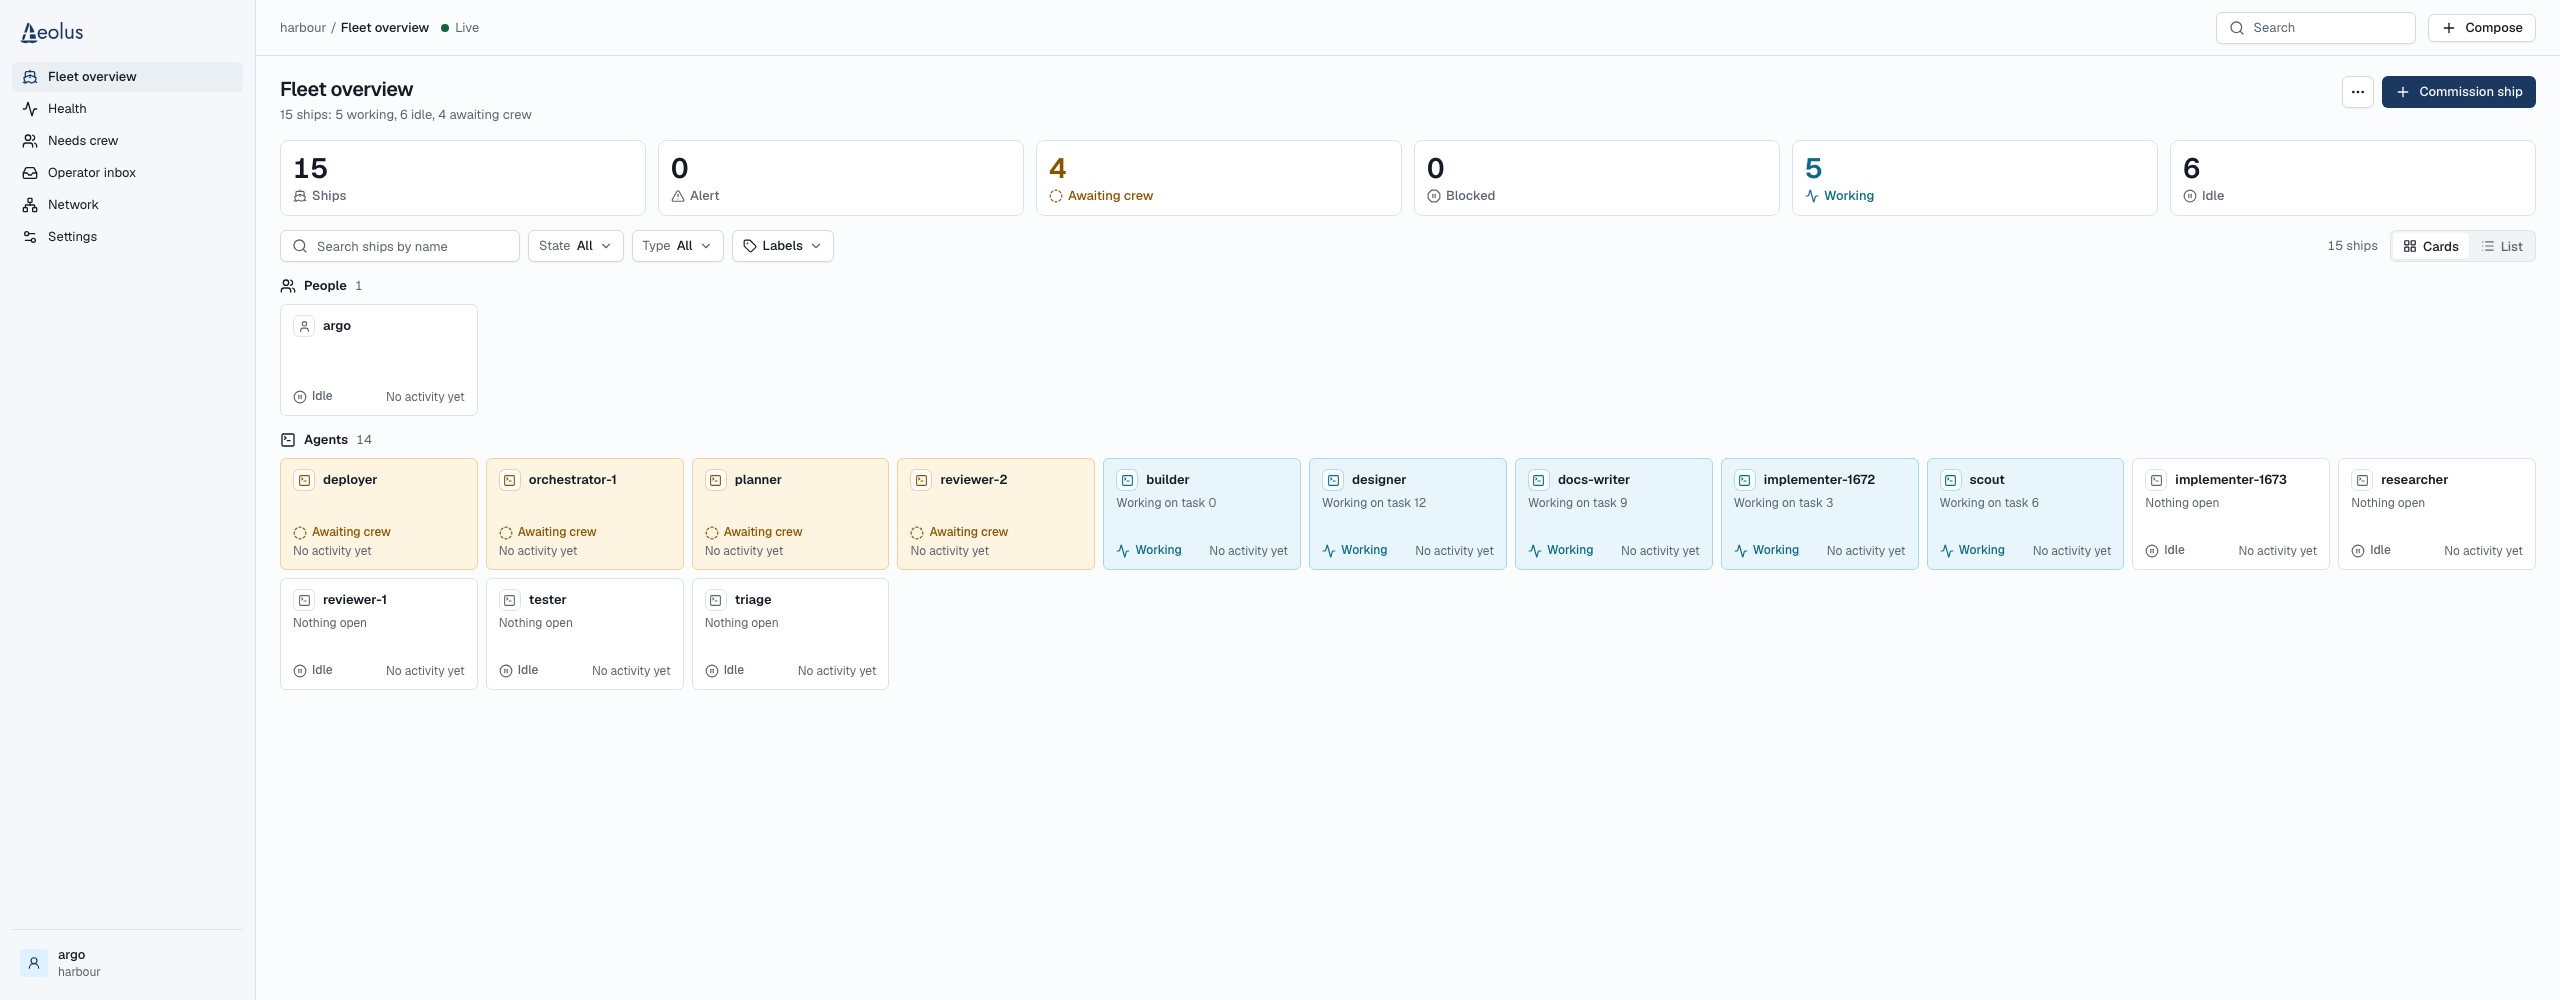 Aeolus
Fleet overview
Health
Needs crew
Operator inbox
Network
Settings
argo
harbour
harbour / Fleet overview Live
Search
Compose
Fleet overview
15 ships: 5 working, 6 idle, 4 awaiting crew
Commission ship
15
Ships
0
Alert
4
Awaiting crew
0
Blocked
5
Working
6
Idle
Search ships by name
State All
Type All
Labels
15 ships
Cards
List
People 1
argo
Idle No activity yet
Agents 14
deployer
Awaiting crew
No activity yet
orchestrator-1
Awaiting crew
No activity yet
planner
Awaiting crew
No activity yet
reviewer-2
Awaiting crew
No activity yet
builder
Working on task 0
Working No activity yet
designer
Working on task 12
Working No activity yet
docs-writer
Working on task 9
Working No activity yet
implementer-1672
Working on task 3
Working No activity yet
scout
Working on task 6
Working No activity yet
implementer-1673
Nothing open
Idle No activity yet
researcher
Nothing open
Idle No activity yet
reviewer-1
Nothing open
Idle No activity yet
tester
Nothing open
Idle No activity yet
triage
Nothing open
Idle No activity yet